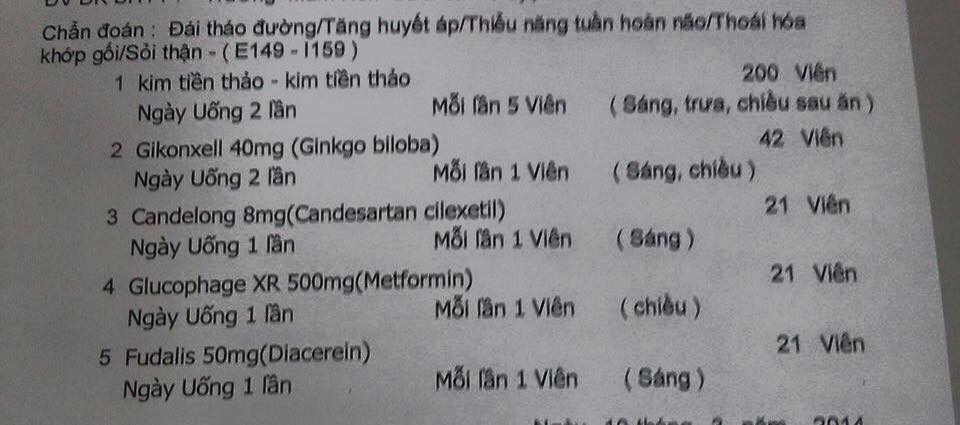 Chẩn đoán : Đái tháo đường/Tăng huyết áp/Thiểu năng tuần hoàn não/Thoái hóa
khớp gối/Sỏi thận - ( E149 - I159 )
1 kim tiền thảo - kim tiền thảo 200 Viên
Ngày Uống 2 lần Mỗi lần 5 Viên ( Sáng, trưa, chiều sau ăn )
2 Gikonxell 40mg (Ginkgo biloba) 42 Viên
Ngày Uống 2 lần Mỗi lần 1 Viên ( Sáng, chiều )
3 Candelong 8mg(Candesartan cilexetil) 21 Viên
Ngày Uống 1 lần Mỗi lần 1 Viên ( Sáng )
4 Glucophage XR 500mg(Metformin) 21 Viên
Ngày Uống 1 lần Mỗi lần 1 Viên ( chiều )
5 Fudalis 50mg(Diacerein) 21 Viên
Ngày Uống 1 lần Mỗi lần 1 Viên ( Sáng )
Ngày 10 tháng 2 năm 2014